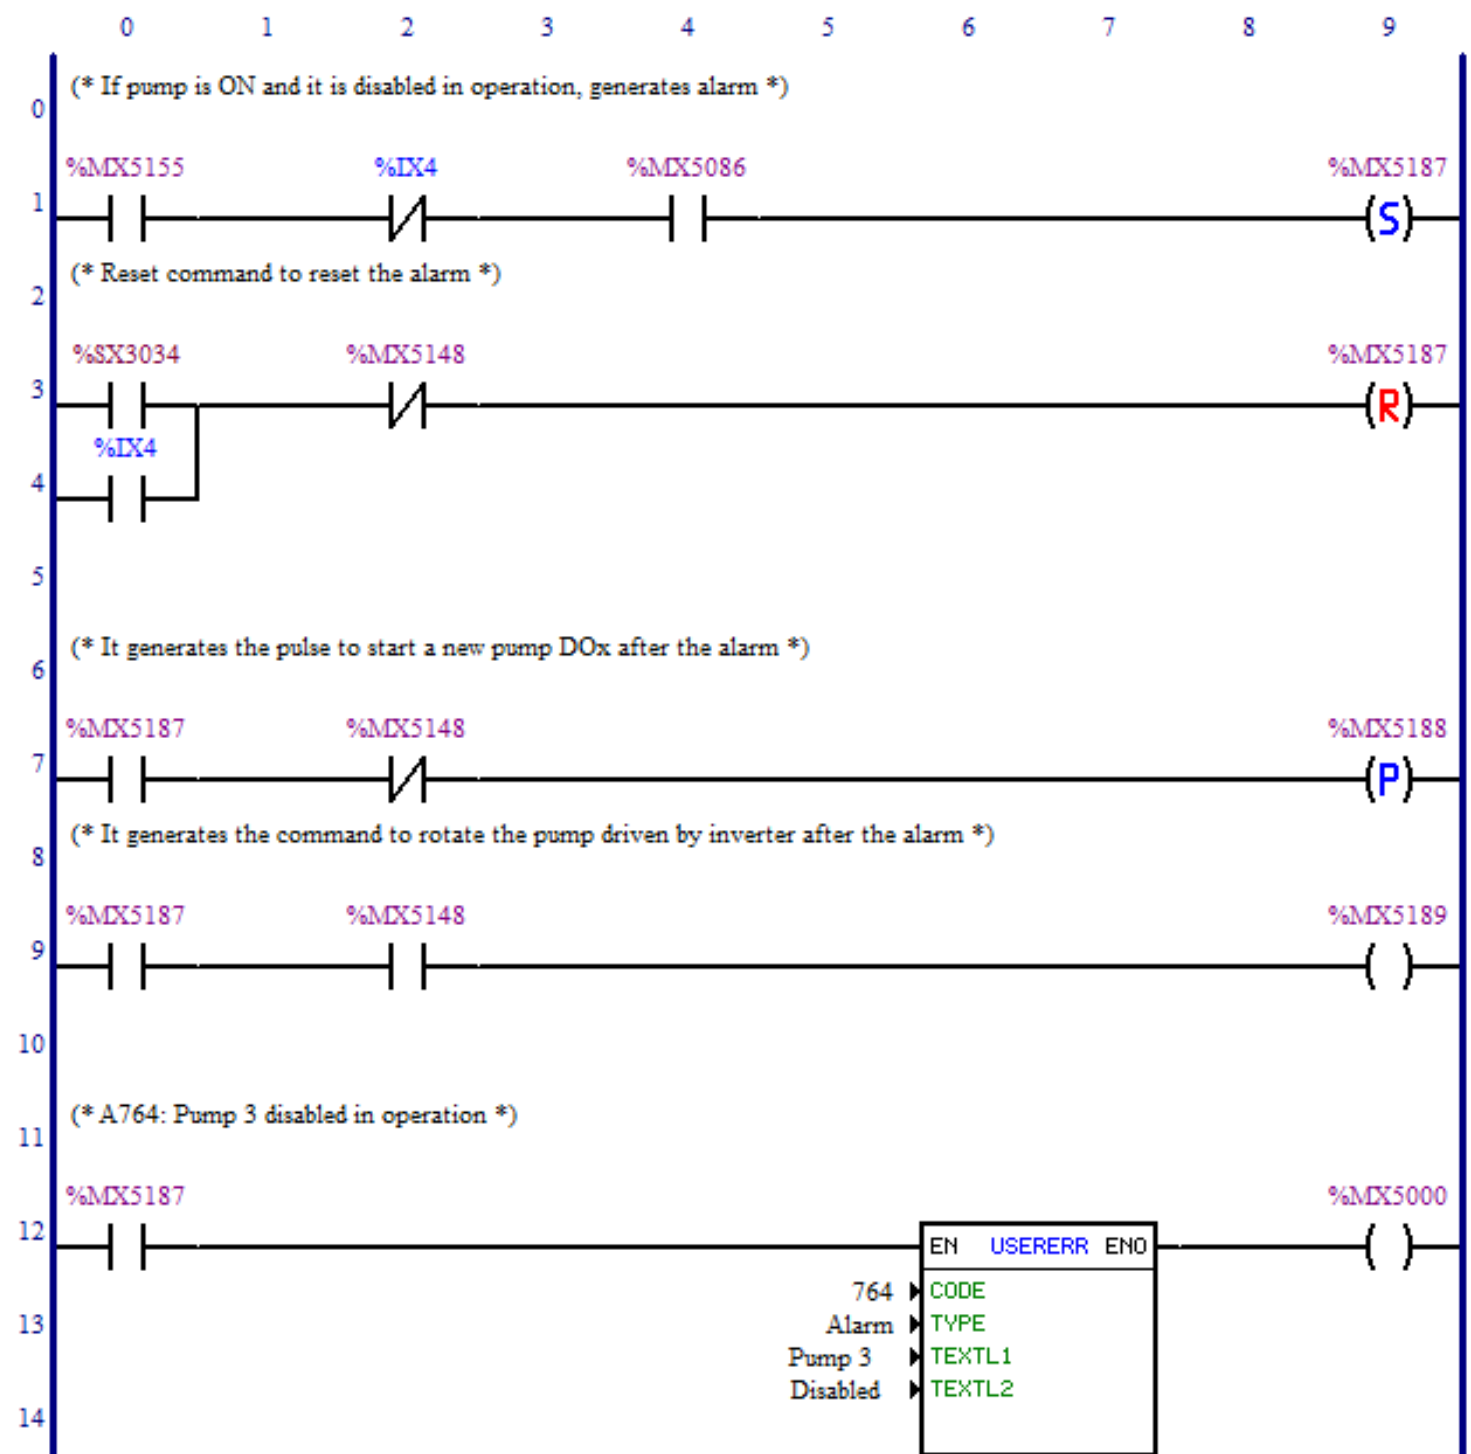 0 1 2 3 4 5 6 7 8 9
(* If pump is ON and it is disabled in operation, generates alarm *)
0
%MX5155 %IX4 %MX5086 %MX5187
1
(S)
(* Reset command to reset the alarm *)
2
%SX3034 %MX5148 %MX5187
3
(R)
%IX4
4
5
(* It generates the pulse to start a new pump DOx after the alarm *)
6
%MX5187 %MX5148 %MX5188
7
(P)
(* It generates the command to rotate the pump driven by inverter after the alarm *)
8
%MX5187 %MX5148 %MX5189
9
( )
10
(* A764: Pump 3 disabled in operation *)
11
%MX5187 %MX5000
12
EN USERERR ENO ( )
764 CODE
13 Alarm TYPE
Pump 3 TEXTL1
Disabled TEXTL2
14